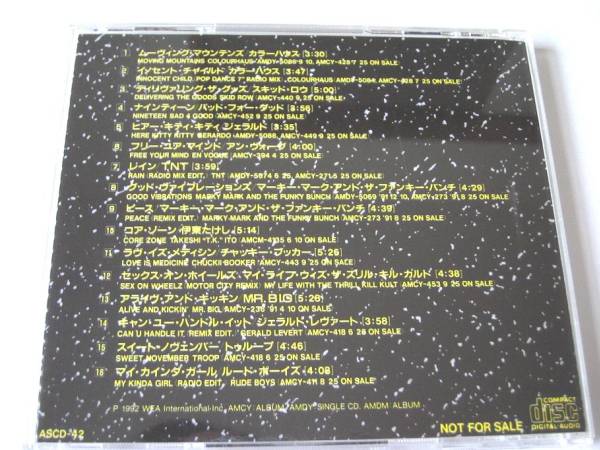 1 ムーヴィング・マウンテンズ カラーハウス [3:30]
MOVING MOUNTAINS COLOURHAUS AMDY-5086 9 10, AMCY-428 7 25 ON SALE
2 イノセント・チャイルド カラーハウス [3:47]
INNOCENT CHILD, POP DANCE 7" RADIO MIX COLOURHAUS AMDY-5084, AMCY-428 7 25 ON SALE
3 デリヴァリング・ザ・グッズ スキッド・ロウ [5:00]
DELIVERING THE GOODS SKID ROW AMCY-440 9 25 ON SALE
4 ナインティーン バッド・フォー・グッド [3:56]
NINETEEN BAD 4 GOOD AMCY-452 9 25 ON SALE
5 ヒアー・キティ・キティ ジェラルド [3:35]
HERE KITTY KITTY GERARDO AMDY-5088, AMCY-449 9 25 ON SALE
6 フリー・ユア・マインド アン・ヴォーグ [4:00]
FREE YOUR MIND EN VOGUE AMCY-394 4 25 ON SALE
7 レイン TNT [3:59]
RAIN (RADIO MIX EDIT) TNT AMDY-5074 6 25, AMCY-271 5 25 ON SALE
8 グッド・ヴァイブレーションズ マーキー・マーク・アンド・ザ・ファンキー・バンチ [4:29]
GOOD VIBRATIONS MARKY MARK AND THE FUNKY BUNCH AMDY-5069 '91 12 10, AMCY-273 '91 8 25 ON SALE
9 ピース マーキー・マーク・アンド・ザ・ファンキー・バンチ [4:39]
PEACE (REMIX EDIT) MARKY MARK AND THE FUNKY BUNCH AMCY-273 '91 8 25 ON SALE
10 コア・ゾーン 伊東たけし [5:14]
CORE ZONE TAKESHI "T.K." ITO AMCM-4135 6 10 ON SALE
11 ラヴ・イズ・メディシン チャッキー・ブッカー [5:26]
LOVE IS MEDICINE CHUCKII BOOKER AMCY-443 9 25 ON SALE
12 セックス・オン・ホイールズ マイ・ライフ・ウィズ・ザ・スリル・キル・カルト [4:38]
SEX ON WHEELZ (MOTOR CITY REMIX) MY LIFE WITH THE THRILL KILL KULT AMCY-453 9 25 ON SALE
13 アライヴ・アンド・キッキン MR. BIG [5:28]
ALIVE AND KICKIN' MR. BIG, AMCY-236 '91 4 10 ON SALE
14 キャン・ユー・ハンドル・イット ジェラルド・レヴァート [3:58]
CAN U HANDLE IT (REMIX EDIT) GERALD LEVERT AMCY-418 6 25 ON SALE
15 スイート・ノヴェンバー トゥループ [4:46]
SWEET NOVEMBER TROOP AMCY-418 6 25 ON SALE
16 マイ・カインダ・ガール ルード・ボーイズ [4:08]
MY KINDA GIRL (RADIO EDIT) RUDE BOYS AMCY-411 8 25 ON SALE
P 1992 WEA International Inc. AMCY ALBUM, AMDY SINGLE CD, AMDM ALBUM
ASCD-42
NOT FOR SALE
COMPACT
disc
DIGITAL AUDIO